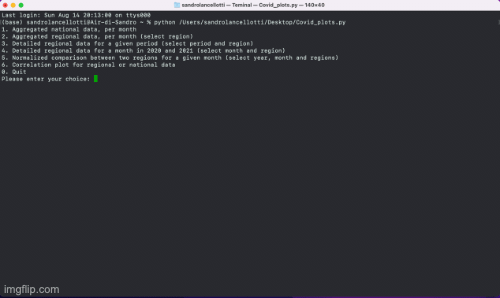 sandrolancellotti — Terminal — Covid_plots.py — 140×40
Last login: Sun Aug 14 20:13:00 on ttys000
(base) sandrolancellotti@Air-di-Sandro ~ % python /Users/sandrolancellotti/Desktop/Covid_plots.py
1. Aggregated national data, per month
2. Aggregated regional data, per month (select region)
3. Detailed regional data for a given period (select period and region)
4. Detailed regional data for a month in 2020 and 2021 (select month and region)
5. Normalized comparison between two regions for a given month (select year, month and regions)
6. Correlation plot for regional or national data
0. Quit
Please enter your choice:
imgflip.com